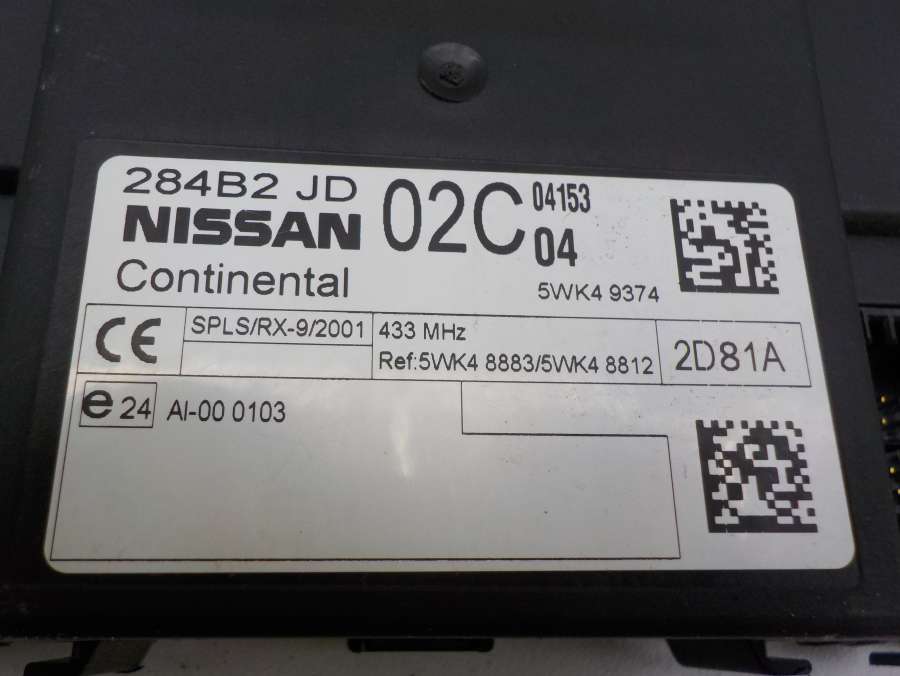 284B2 JD 02C 04153
NISSAN 04
Continental 5WK4 9374
CE SPLS/RX-9/2001 433 MHz 2D81A
Ref:5WK4 8883/5WK4 8812
e 24 AI-00 0103